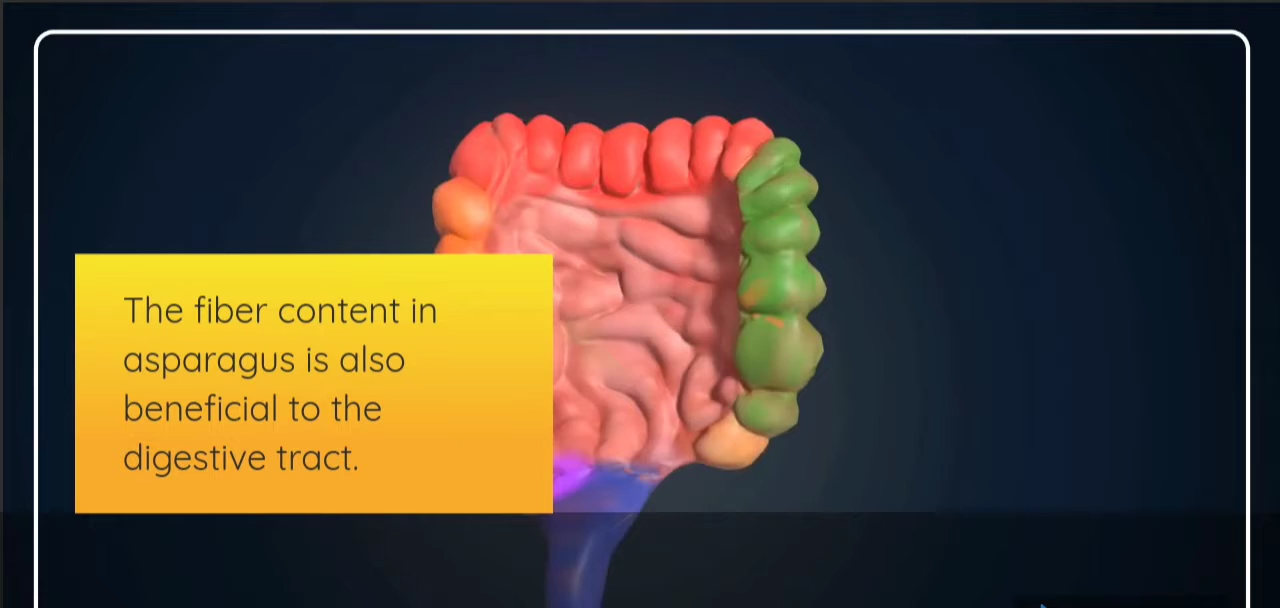 The fiber content in
asparagus is also
beneficial to the
digestive tract.